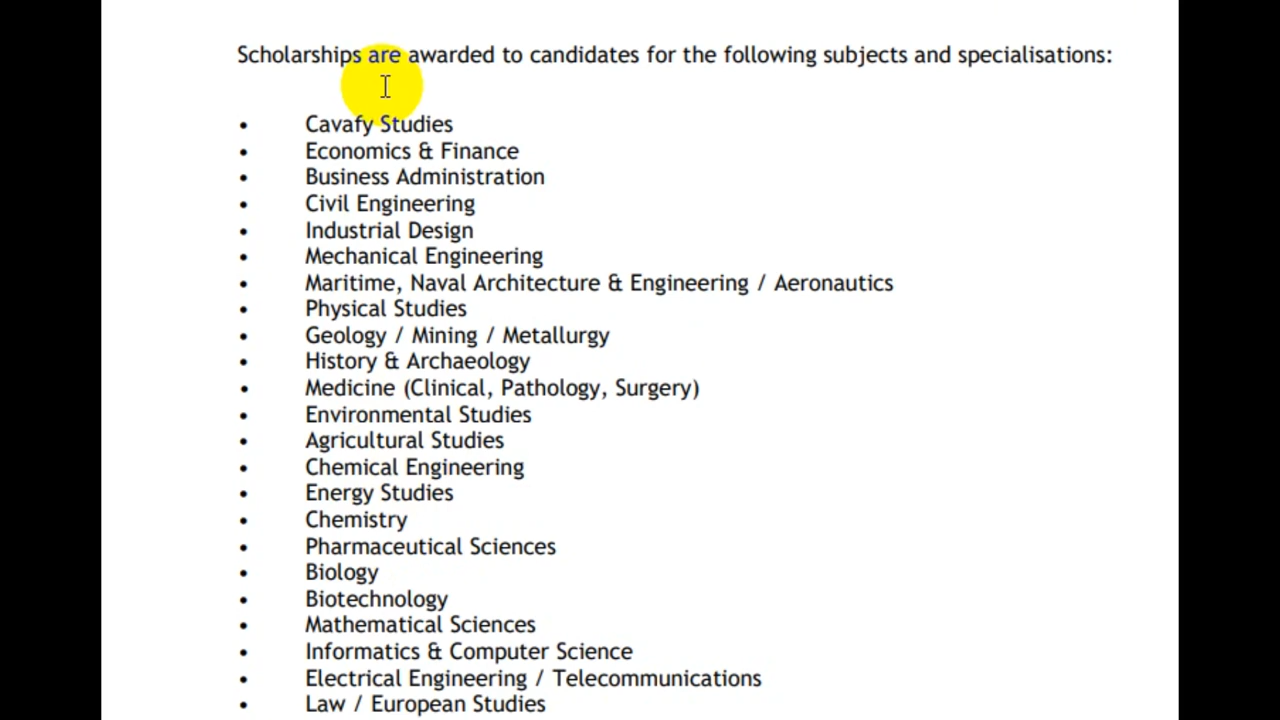 Scholarships are awarded to candidates for the following subjects and specialisations:
• Cavafy Studies
• Economics & Finance
• Business Administration
• Civil Engineering
• Industrial Design
• Mechanical Engineering
• Maritime, Naval Architecture & Engineering / Aeronautics
• Physical Studies
• Geology / Mining / Metallurgy
• History & Archaeology
• Medicine (Clinical, Pathology, Surgery)
• Environmental Studies
• Agricultural Studies
• Chemical Engineering
• Energy Studies
• Chemistry
• Pharmaceutical Sciences
• Biology
• Biotechnology
• Mathematical Sciences
• Informatics & Computer Science
• Electrical Engineering / Telecommunications
• Law / European Studies